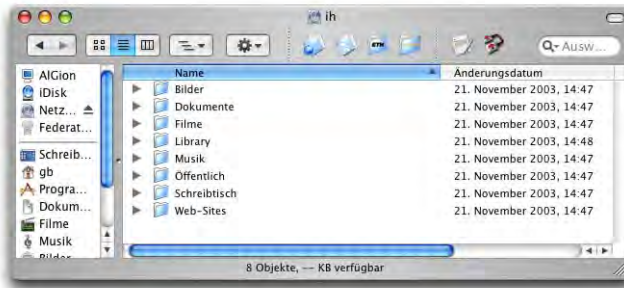 ih
ETH
Q- Ausw...
Name Änderungsdatum
AlGion
iDisk
Netz...
Federat...
Schreib...
gb
Progra...
Dokum...
Filme
Musik
Bilder
Bilder 21. November 2003, 14:47
Dokumente 21. November 2003, 14:47
Filme 21. November 2003, 14:47
Library 21. November 2003, 14:48
Musik 21. November 2003, 14:47
Öffentlich 21. November 2003, 14:47
Schreibtisch 21. November 2003, 14:47
Web-Sites 21. November 2003, 14:47
8 Objekte, -- KB verfügbar